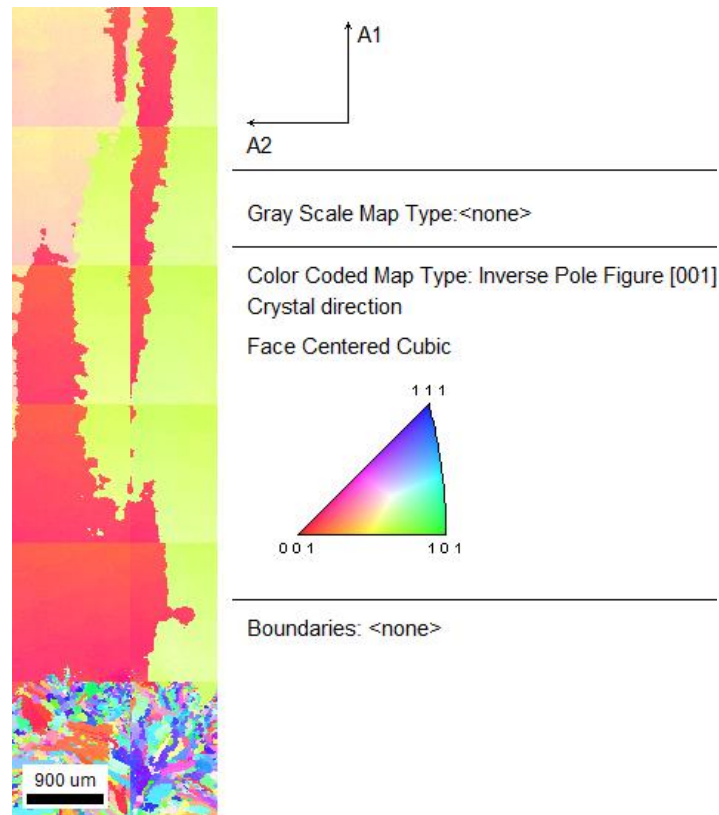 A1
A2
Gray Scale Map Type:<none>
Color Coded Map Type: Inverse Pole Figure [001]
Crystal direction
Face Centered Cubic
1 1 1
0 0 1
1 0 1
Boundaries: <none>
900 um